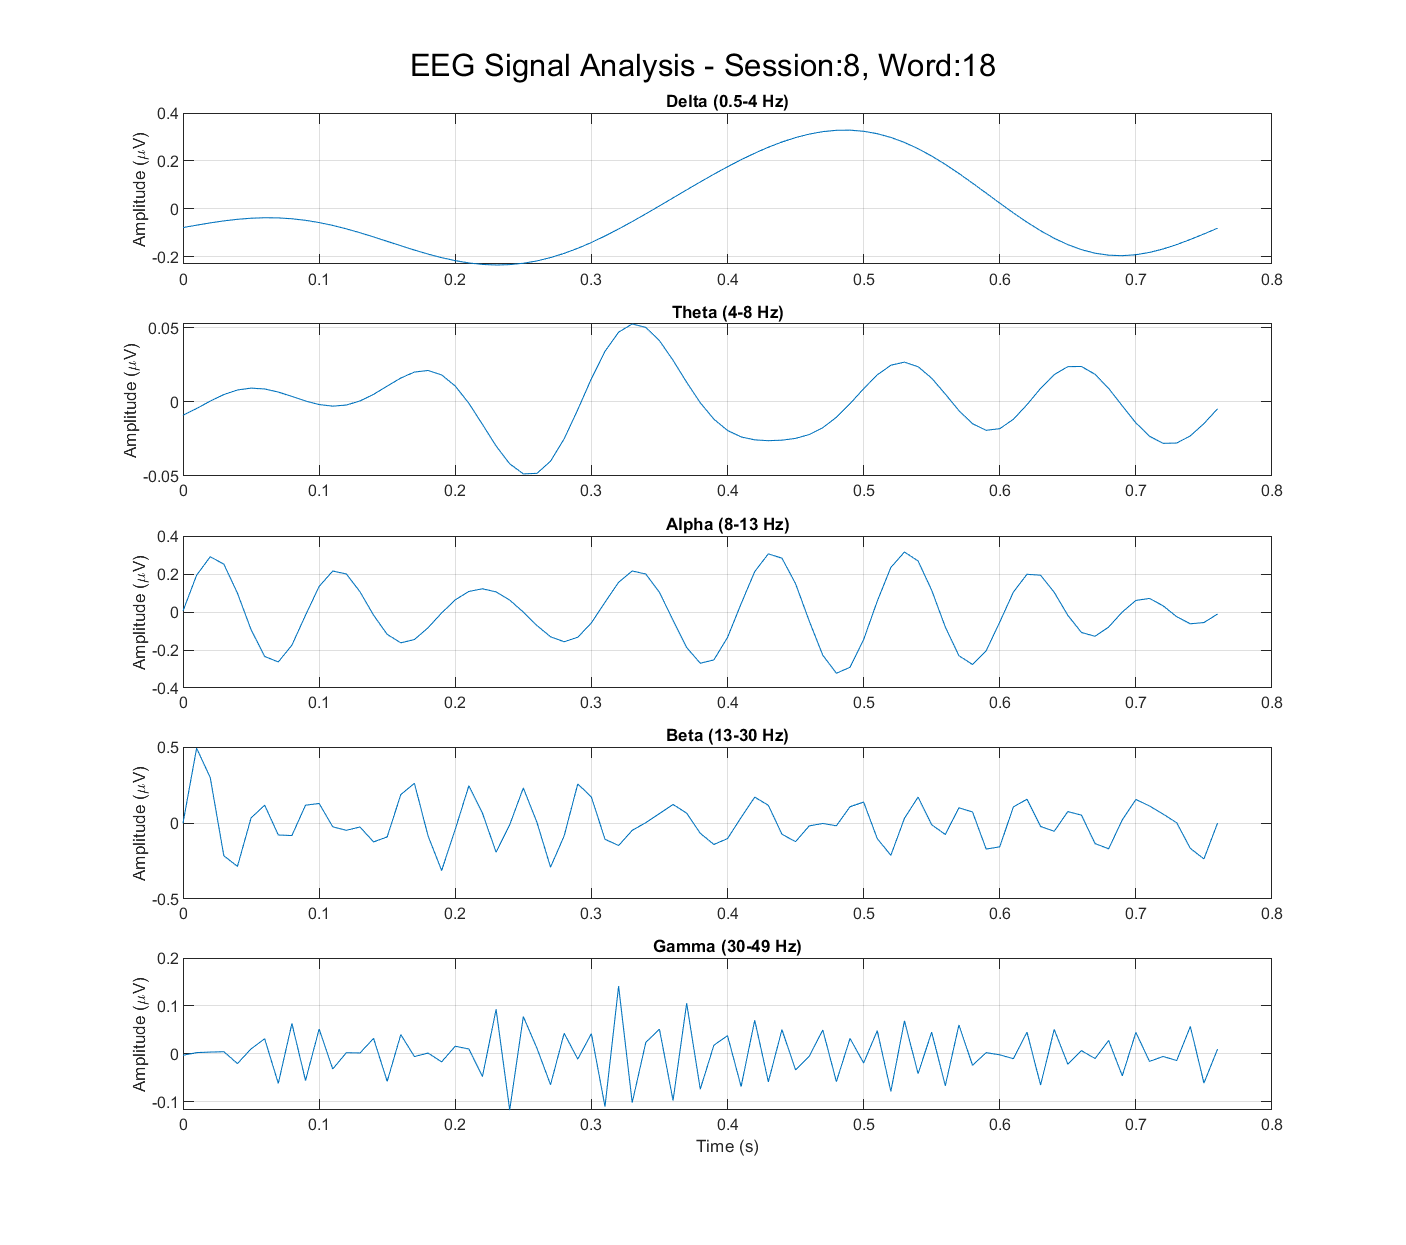 EEG Signal Analysis - Session:8, Word:18
Delta (0.5-4 Hz)
Amplitude (μV)
0.4
0.2
0
-0.2
0 0.1 0.2 0.3 0.4 0.5 0.6 0.7 0.8
Theta (4-8 Hz)
Amplitude (μV)
0.05
0
-0.05
0 0.1 0.2 0.3 0.4 0.5 0.6 0.7 0.8
Alpha (8-13 Hz)
Amplitude (μV)
0.4
0.2
0
-0.2
-0.4
0 0.1 0.2 0.3 0.4 0.5 0.6 0.7 0.8
Beta (13-30 Hz)
Amplitude (μV)
0.5
0
-0.5
0 0.1 0.2 0.3 0.4 0.5 0.6 0.7 0.8
Gamma (30-49 Hz)
Amplitude (μV)
0.2
0.1
0
-0.1
0 0.1 0.2 0.3 0.4 0.5 0.6 0.7 0.8
Time (s)